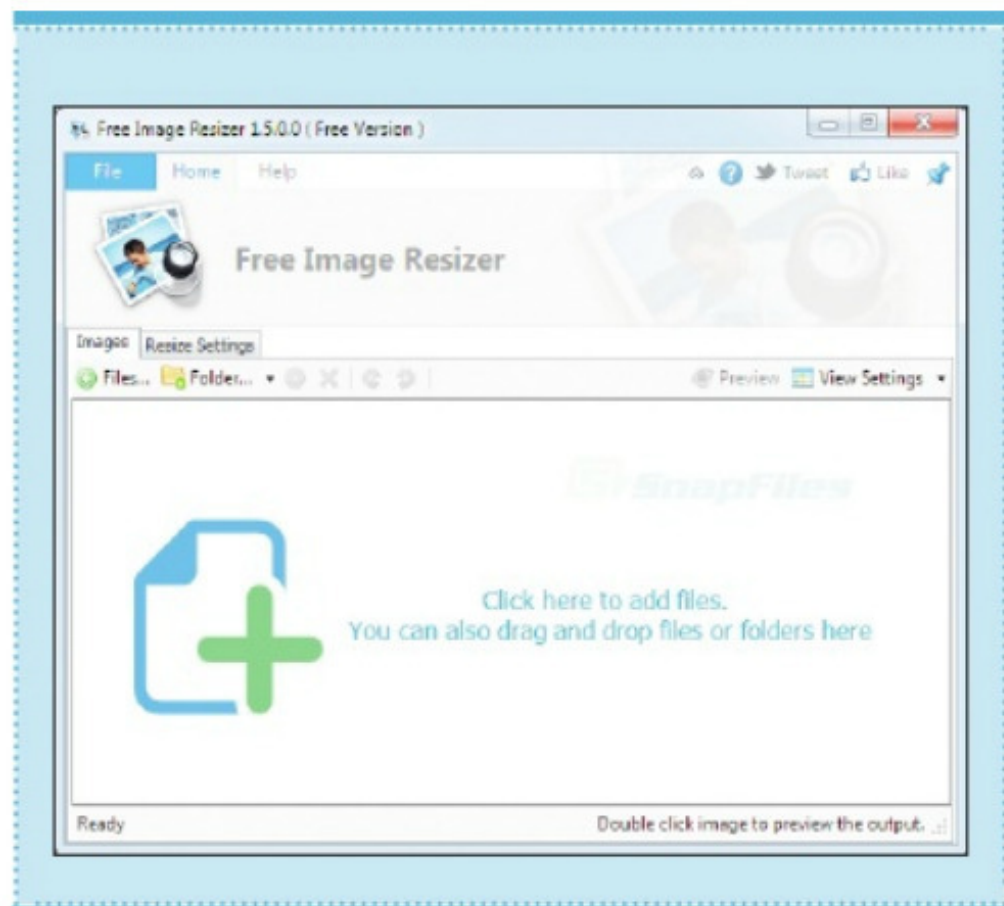 Free Image Resizer 1.5.0.0 ( Free Version )
File Home Help Tweet Like
Free Image Resizer
Images Resize Settings
Files... Folder... Preview View Settings
SnapFiles
Click here to add files.
You can also drag and drop files or folders here
Ready Double click image to preview the output.